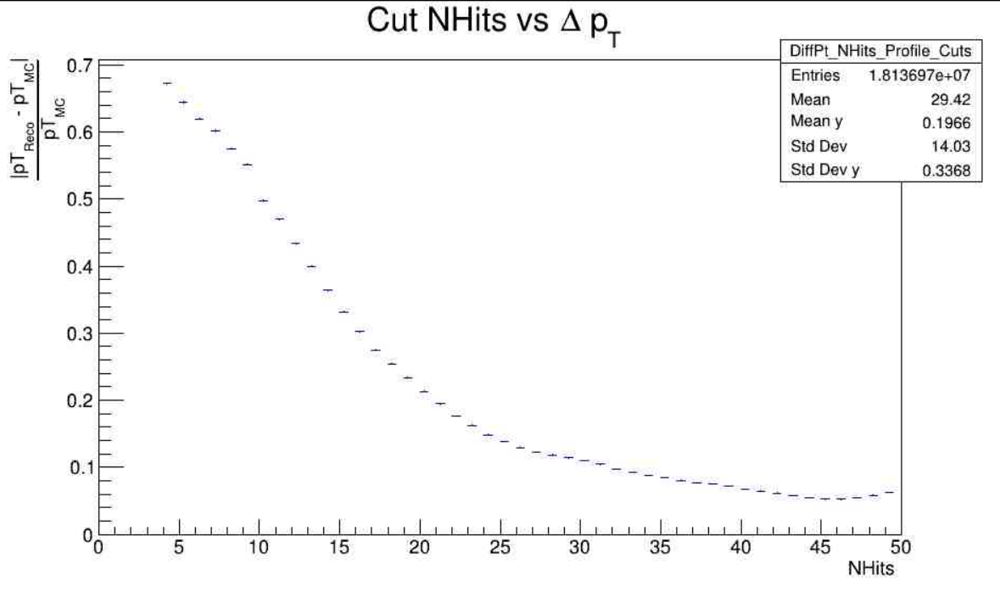 Cut NHits vs Δ p_T
DiffPt_NHits_Profile_Cuts
Entries 1.813697e+07
Mean 29.42
Mean y 0.1966
Std Dev 14.03
Std Dev y 0.3368
|pT_Reco - pT_MC|
pT_MC
0.7
0.6
0.5
0.4
0.3
0.2
0.1
0
0 5 10 15 20 25 30 35 40 45 50
NHits